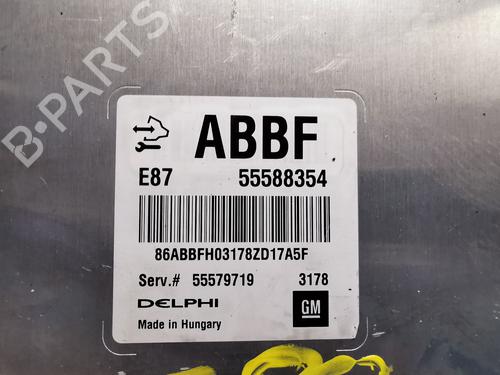 B-PARTS
ABBF
E87 55588354
86ABBFH03178ZD17A5F
Serv.# 55579719 3178
DELPHI GM
Made in Hungary